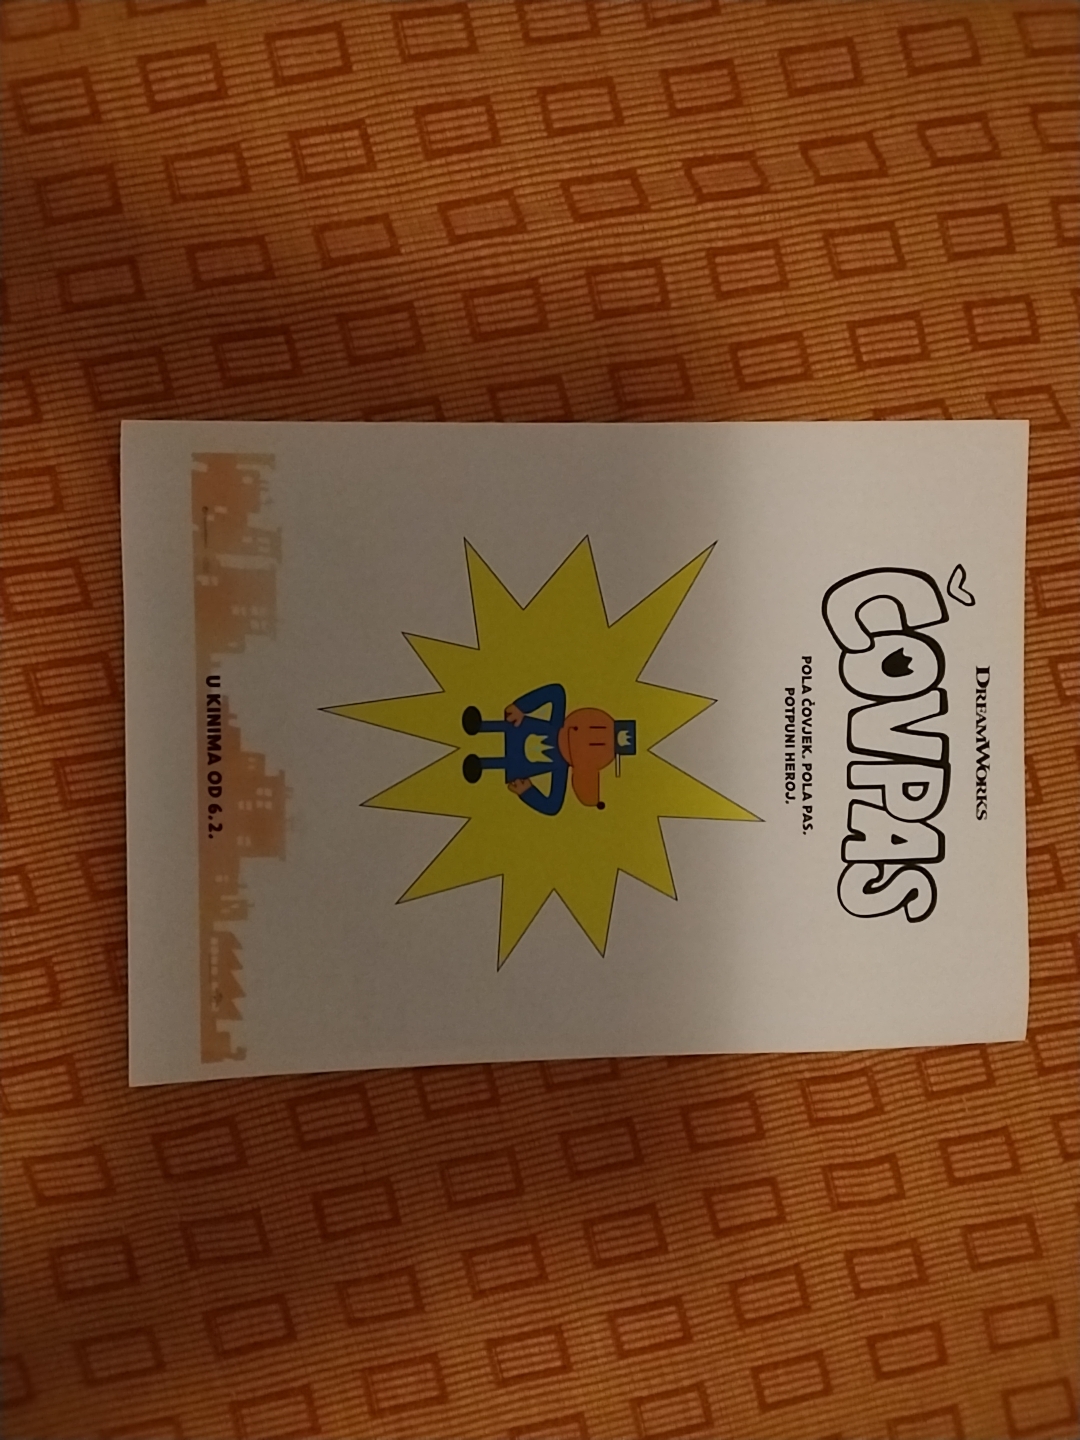 DREAMWORKS
ČOVPAS
POLA ČOVJEK. POLA PAS.
POTPUNI HEROJ.
U KINIMA OD 6.2.